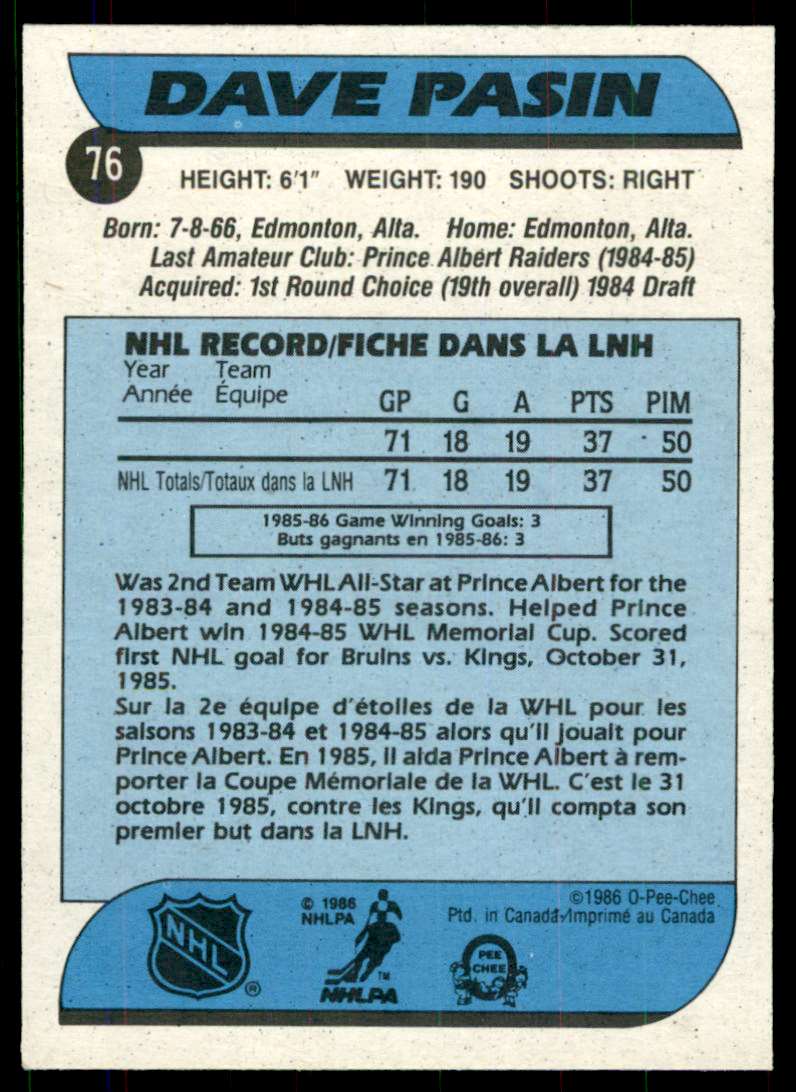 DAVE PASIN
76
HEIGHT: 6'1" WEIGHT: 190 SHOOTS: RIGHT
Born: 7-8-66, Edmonton, Alta. Home: Edmonton, Alta.
Last Amateur Club: Prince Albert Raiders (1984-85)
Acquired: 1st Round Choice (19th overall) 1984 Draft
NHL RECORD/FICHE DANS LA LNH
Year Team
Année Équipe GP G A PTS PIM
71 18 19 37 50
NHL Totals/Totaux dans la LNH 71 18 19 37 50
1985-86 Game Winning Goals: 3
Buts gagnants en 1985-86: 3
Was 2nd Team WHL All-Star at Prince Albert for the
1983-84 and 1984-85 seasons. Helped Prince
Albert win 1984-85 WHL Memorial Cup. Scored
first NHL goal for Bruins vs. Kings, October 31,
1985.
Sur la 2e équipe d'étoiles de la WHL pour les
saisons 1983-84 et 1984-85 alors qu'il jouait pour
Prince Albert. En 1985, il aida Prince Albert à rem-
porter la Coupe Mémoriale de la WHL. C'est le 31
octobre 1985, contre les Kings, qu'il compta son
premier but dans la LNH.
NHL ®
© 1986
NHLPA
TM
NHLPA
PEE
CHEE
©1986 O-Pee-Chee
Ptd. in Canada/Imprimé au Canada